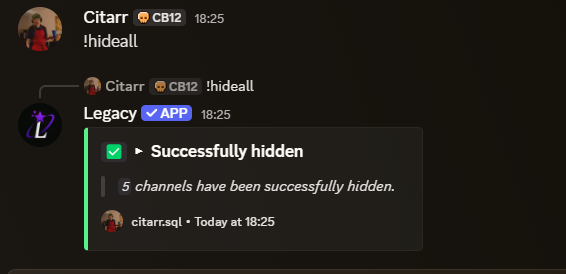 Citarr CB12 18:25
!hideall
Citarr CB12 !hideall
Legacy ✓ APP 18:25
Successfully hidden
5 channels have been successfully hidden.
citarr.sql • Today at 18:25